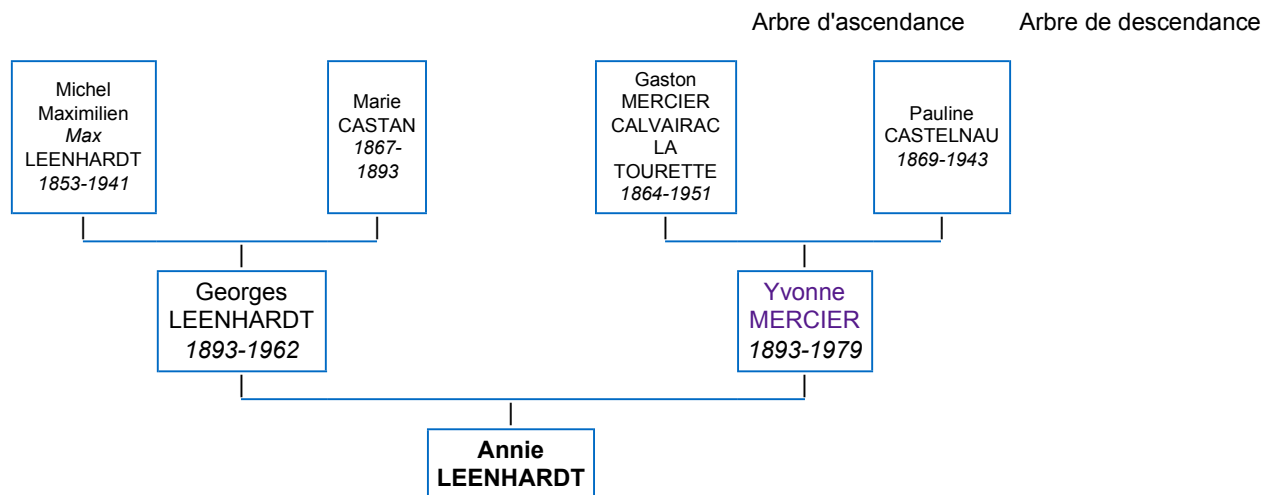 Arbre d'ascendance Arbre de descendance
Michel
Maximilien
Max
LEENHARDT
1853-1941
Marie
CASTAN
1867-
1893
Gaston
MERCIER
CALVAIRAC
LA
TOURETTE
1864-1951
Pauline
CASTELNAU
1869-1943
Georges
LEENHARDT
1893-1962
Yvonne
MERCIER
1893-1979
Annie
LEENHARDT